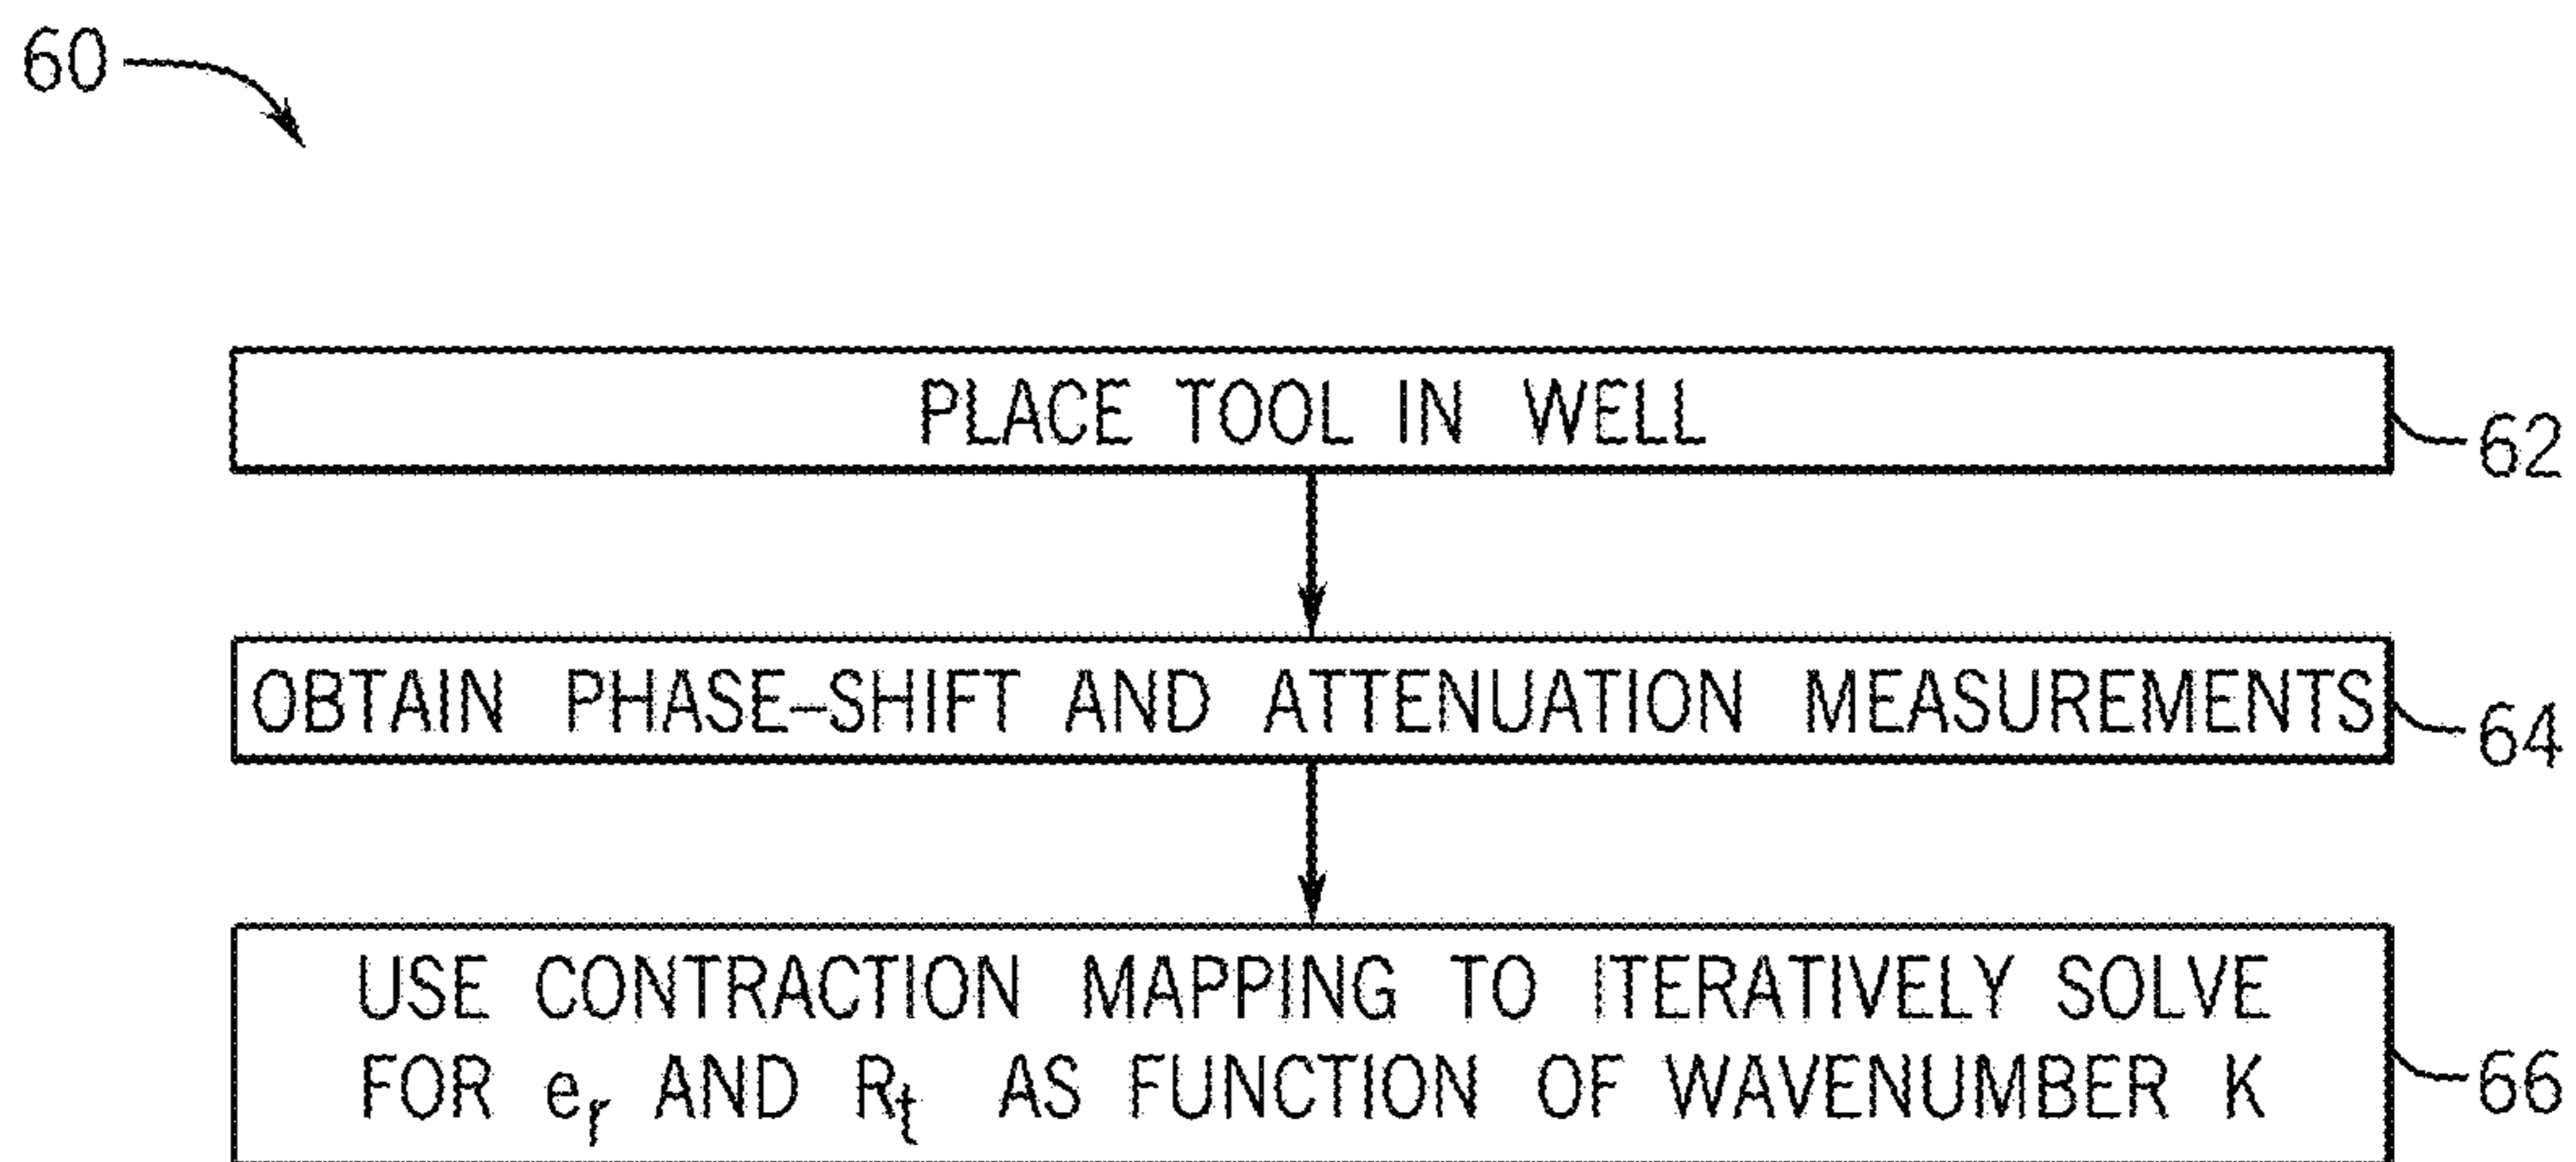 60
PLACE TOOL IN WELL
62
OBTAIN PHASE–SHIFT AND ATTENUATION MEASUREMENTS
64
USE CONTRACTION MAPPING TO ITERATIVELY SOLVE
FOR eᵣ AND Rₜ AS FUNCTION OF WAVENUMBER K
66